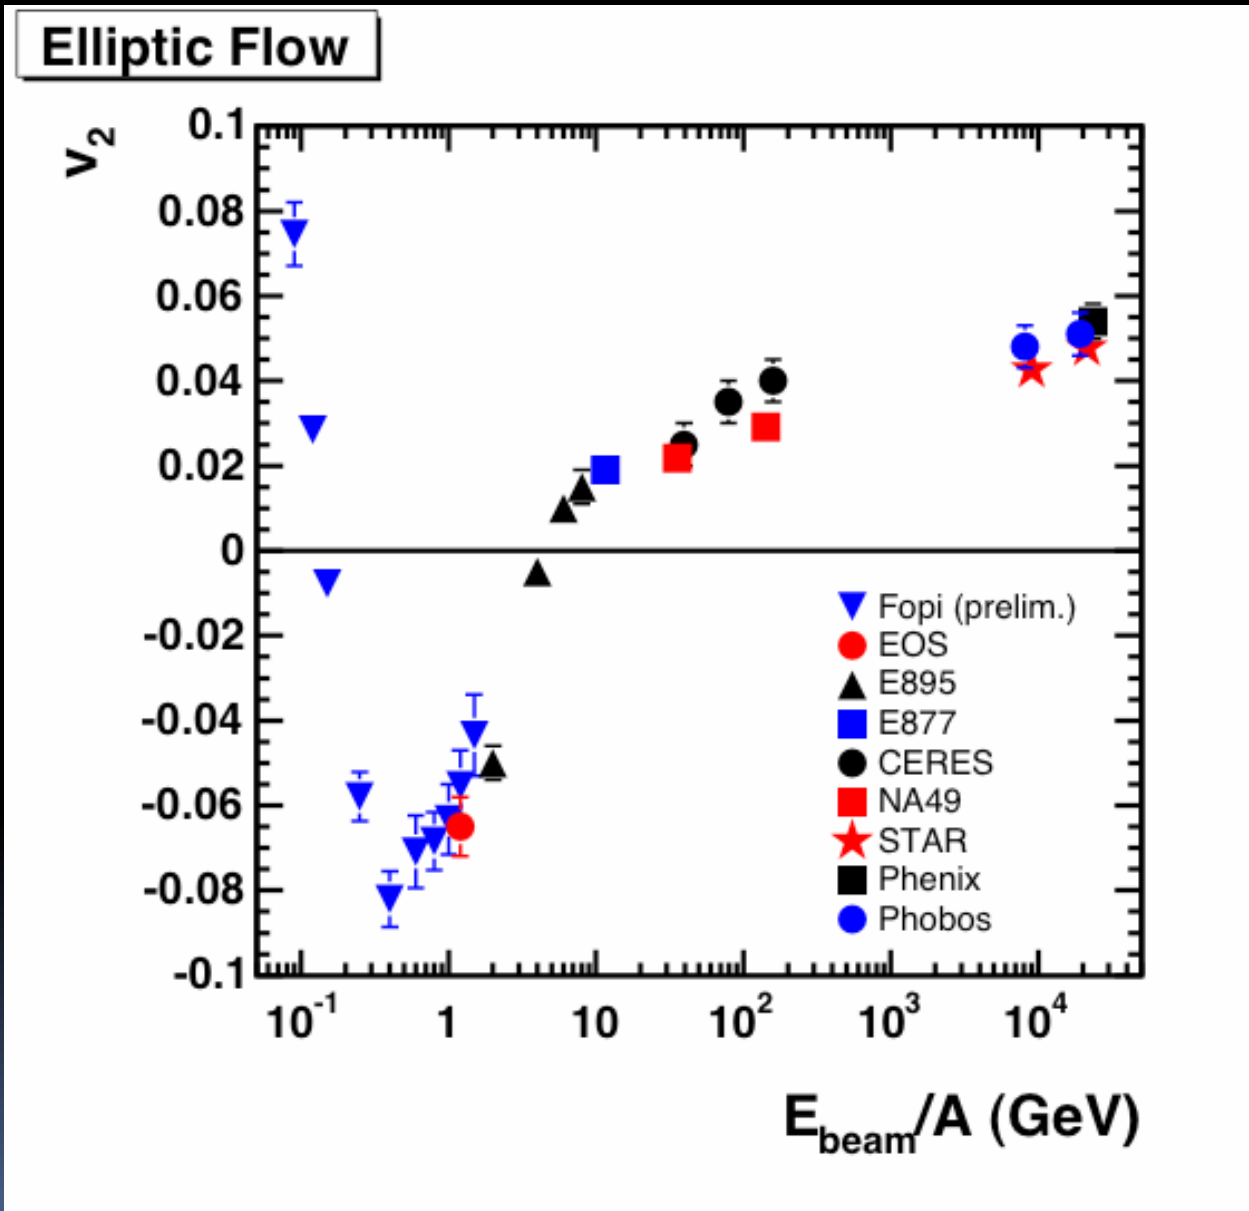 Elliptic Flow
v₂
0.1
0.08
0.06
0.04
0.02
0
-0.02
-0.04
-0.06
-0.08
-0.1
Fopi (prelim.)
EOS
E895
E877
CERES
NA49
STAR
Phenix
Phobos
10⁻¹ 1 10 10² 10³ 10⁴
E_beam/A (GeV)